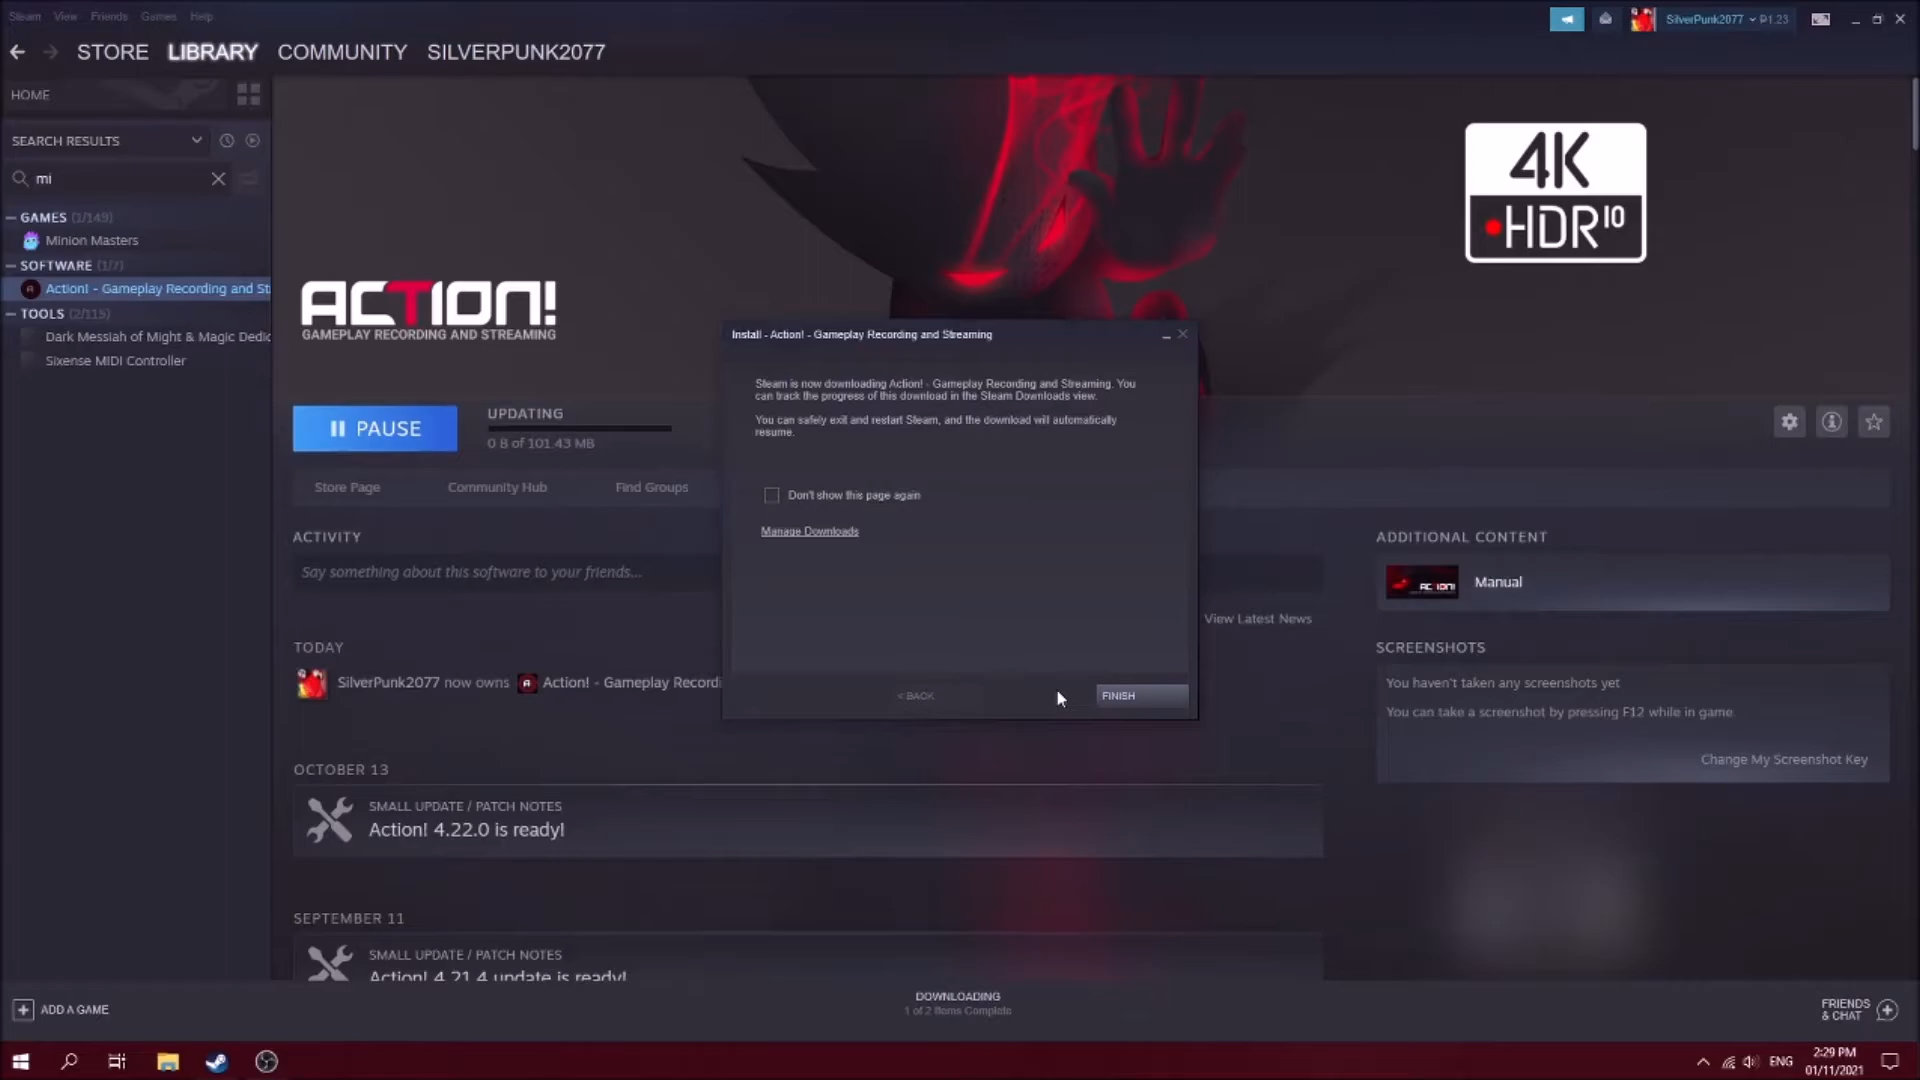 Steam View Friends Games Help
SilverPunk2077 ₱1.23
STORE LIBRARY COMMUNITY SILVERPUNK2077
HOME
SEARCH RESULTS
mi
GAMES (1/149)
Minion Masters
SOFTWARE (1/7)
Action! - Gameplay Recording and St
TOOLS (2/115)
Dark Messiah of Might & Magic Dedic
Sixense MIDI Controller
4K
HDR10
ACTION!
GAMEPLAY RECORDING AND STREAMING
Install - Action! - Gameplay Recording and Streaming
Steam is now downloading Action! - Gameplay Recording and Streaming. You
can track the progress of this download in the Steam Downloads view.
You can safely exit and restart Steam, and the download will automatically
resume.
Don't show this page again
Manage Downloads
< BACK
FINISH
PAUSE
UPDATING
0 B of 101.43 MB
Store Page Community Hub Find Groups
ACTIVITY
Say something about this software to your friends...
View Latest News
TODAY
SilverPunk2077 now owns Action! - Gameplay Recordi
OCTOBER 13
SMALL UPDATE / PATCH NOTES
Action! 4.22.0 is ready!
SEPTEMBER 11
SMALL UPDATE / PATCH NOTES
Action! 4.21.4 update is ready!
ADDITIONAL CONTENT
ACTION!
Manual
SCREENSHOTS
You haven't taken any screenshots yet
You can take a screenshot by pressing F12 while in game
Change My Screenshot Key
ADD A GAME
DOWNLOADING
1 of 2 Items Complete
FRIENDS
& CHAT
ENG
2:29 PM
01/11/2021